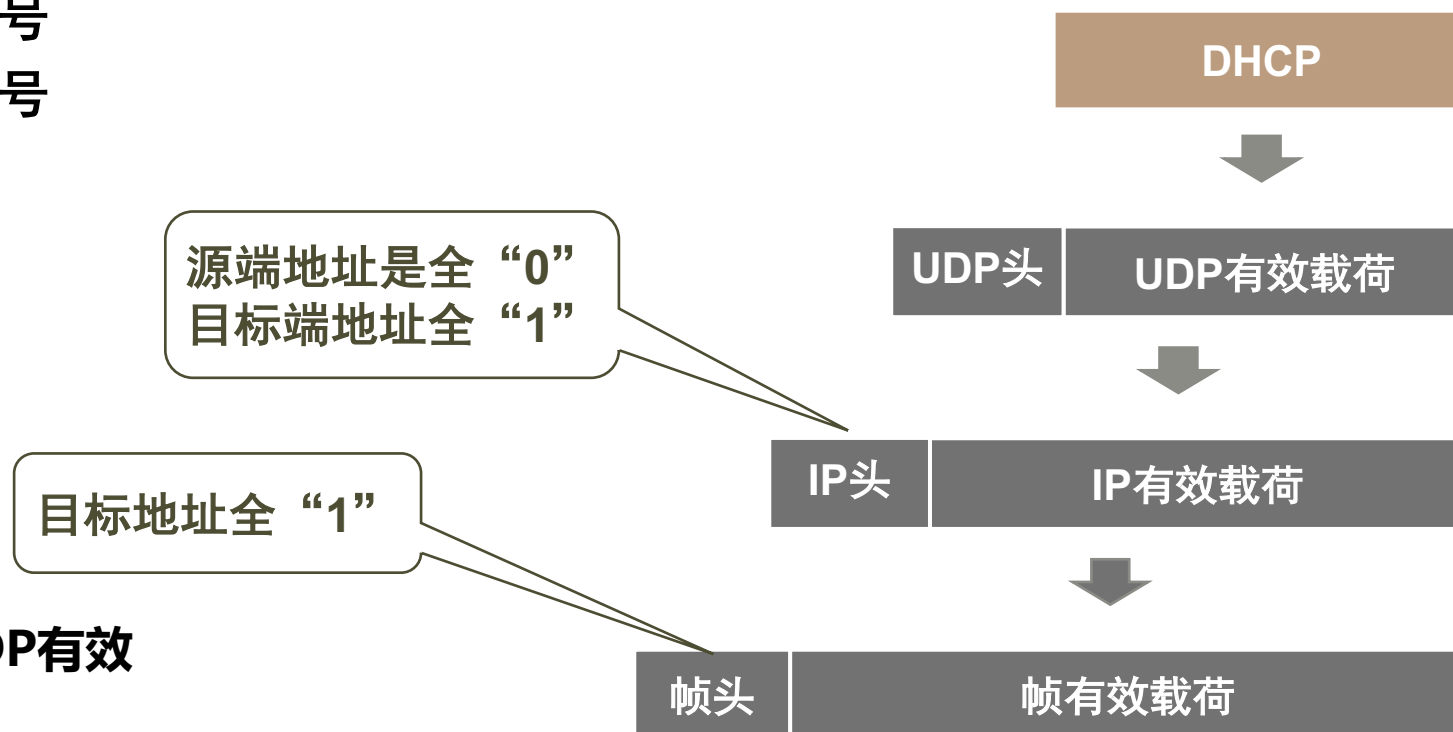 号
号
DHCP
源端地址是全“0”
目标端地址全“1”
UDP头
UDP有效载荷
IP头
IP有效载荷
目标地址全“1”
DP有效
帧头
帧有效载荷